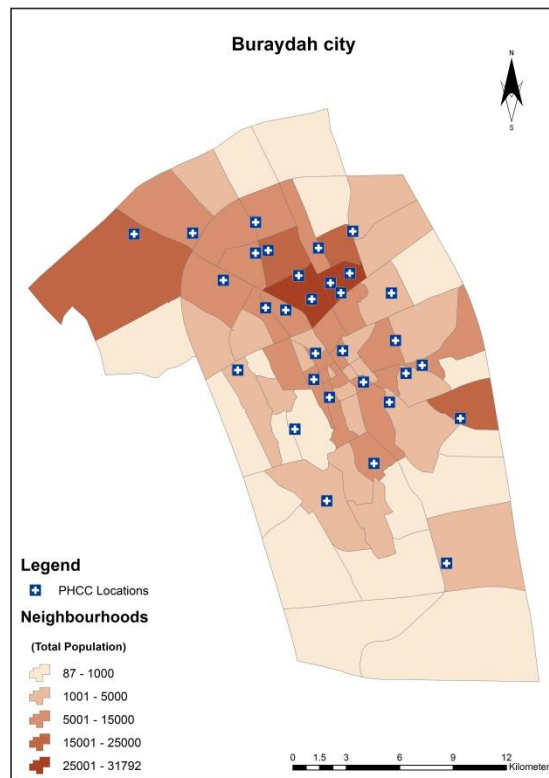 Buraydah city
N
S
Legend
PHCC Locations
Neighbourhoods
(Total Population)
87 - 1000
1001 - 5000
5001 - 15000
15001 - 25000
25001 - 31792
0 1.5 3 6 9 12
Kilometer